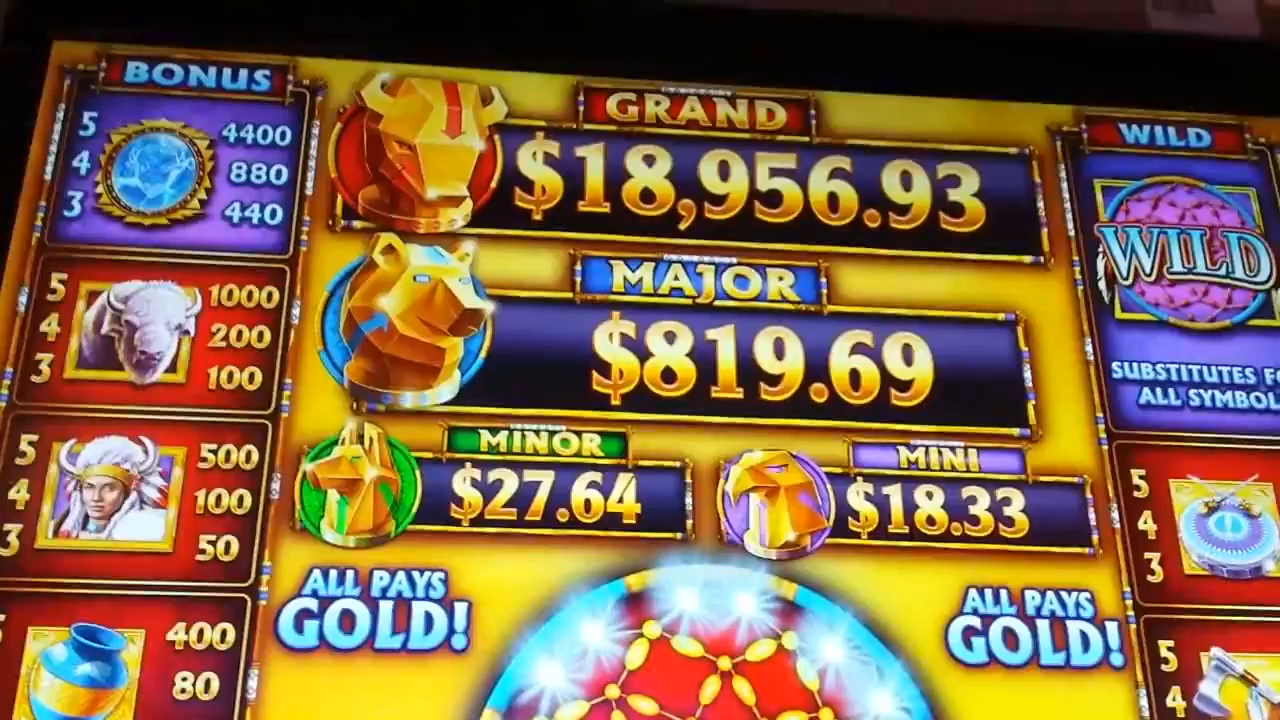 BONUS
5 4400
4 880
3 440
5 1000
4 200
3 100
5 500
4 100
3 50
400
80
GRAND
$18,956.93
MAJOR
$819.69
MINOR
$27.64
MINI
$18.33
ALL PAYS
GOLD!
ALL PAYS
GOLD!
WILD
WILD
SUBSTITUTES
ALL
5
4
3
5
4